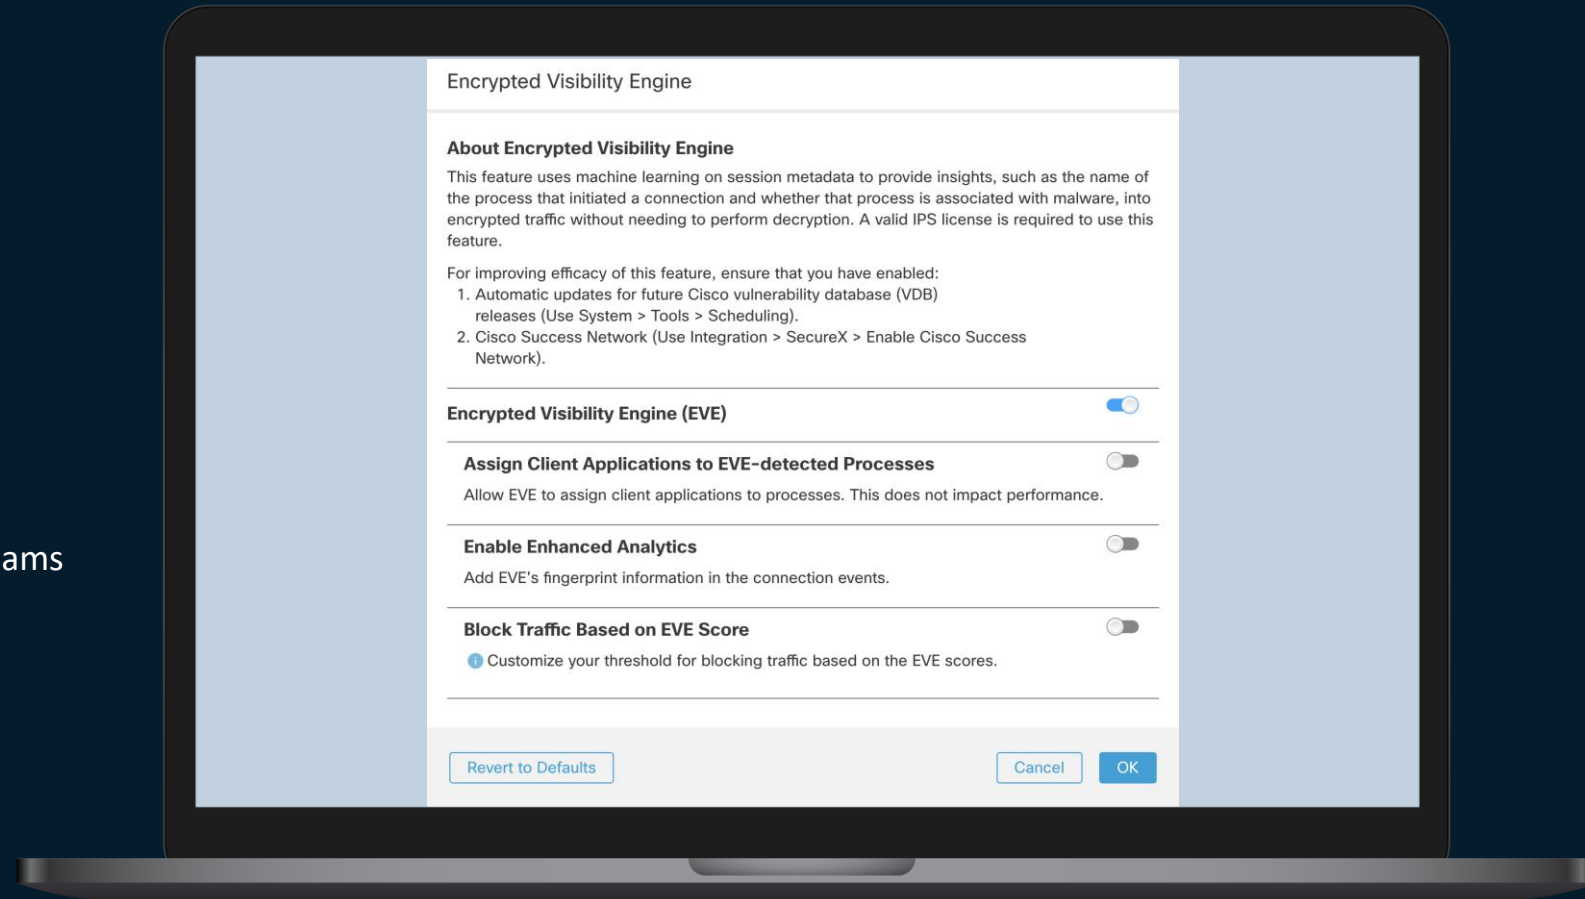 Encrypted Visibility Engine
About Encrypted Visibility Engine
This feature uses machine learning on session metadata to provide insights, such as the name of
the process that initiated a connection and whether that process is associated with malware, into
encrypted traffic without needing to perform decryption. A valid IPS license is required to use this
feature.
For improving efficacy of this feature, ensure that you have enabled:
1. Automatic updates for future Cisco vulnerability database (VDB)
releases (Use System > Tools > Scheduling).
2. Cisco Success Network (Use Integration > SecureX > Enable Cisco Success
Network).
Encrypted Visibility Engine (EVE)
Assign Client Applications to EVE-detected Processes
Allow EVE to assign client applications to processes. This does not impact performance.
ams
Enable Enhanced Analytics
Add EVE's fingerprint information in the connection events.
Block Traffic Based on EVE Score
Customize your threshold for blocking traffic based on the EVE scores.
Revert to Defaults
Cancel
OK